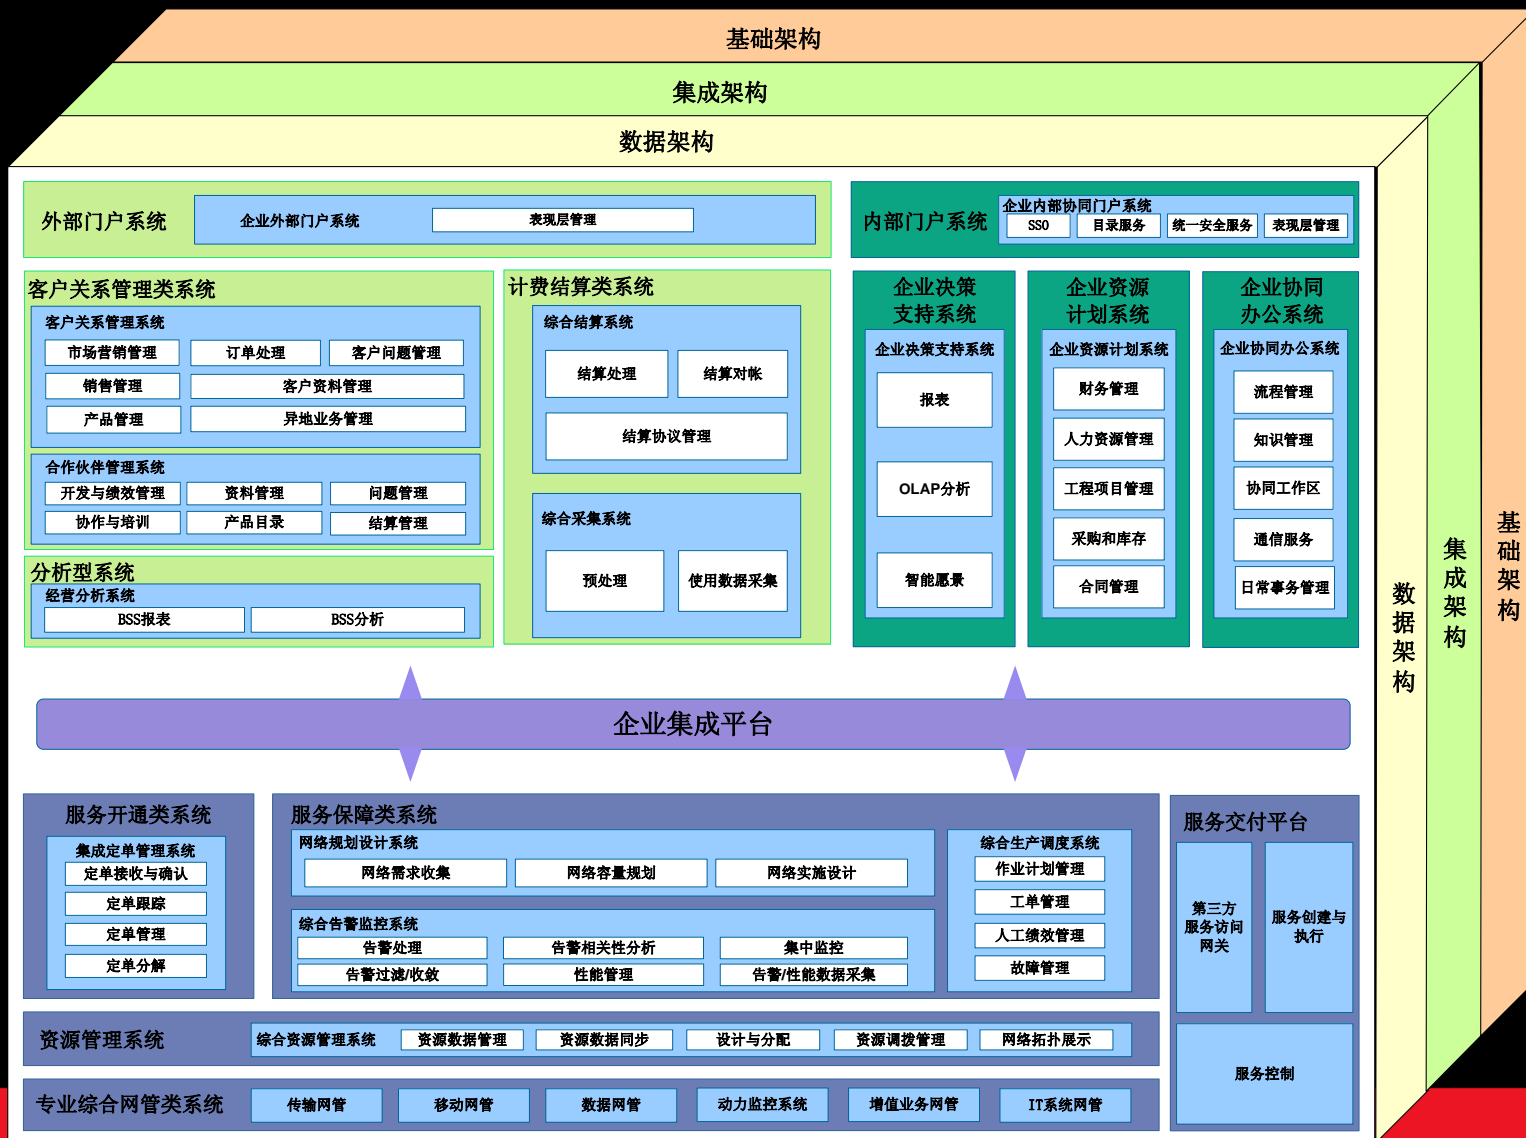 基础架构
集成架构
数据架构
外部门户系统
企业外部门户系统
表现层管理
内部门户系统
企业内部协同门户系统
SSO
目录服务
统一安全服务
表现层管理
客户关系管理类系统
客户关系管理系统
市场营销管理
订单处理
客户问题管理
销售管理
客户资料管理
产品管理
异地业务管理
合作伙伴管理系统
开发与绩效管理
资料管理
问题管理
协作与培训
产品目录
结算管理
分析型系统
经营分析系统
BSS报表
BSS分析
计费结算类系统
综合结算系统
结算处理
结算对帐
结算协议管理
综合采集系统
预处理
使用数据采集
企业决策
支持系统
企业决策支持系统
报表
OLAP分析
智能愿景
企业资源
计划系统
企业资源计划系统
财务管理
人力资源管理
工程项目管理
采购和库存
合同管理
企业协同
办公系统
企业协同办公系统
流程管理
知识管理
协同工作区
通信服务
日常事务管理
企业集成平台
服务开通类系统
集成定单管理系统
定单接收与确认
定单跟踪
定单管理
定单分解
服务保障类系统
网络规划设计系统
网络需求收集
网络容量规划
网络实施设计
综合告警监控系统
告警处理
告警相关性分析
集中监控
告警过滤/收敛
性能管理
告警/性能数据采集
综合生产调度系统
作业计划管理
工单管理
人工绩效管理
故障管理
服务交付平台
第三方
服务访问
网关
服务创建与
执行
服务控制
资源管理系统
综合资源管理系统
资源数据管理
资源数据同步
设计与分配
资源调拨管理
网络拓扑展示
专业综合网管类系统
传输网管
移动网管
数据网管
动力监控系统
增值业务网管
IT系统网管
数据架构
集成架构
基础架构